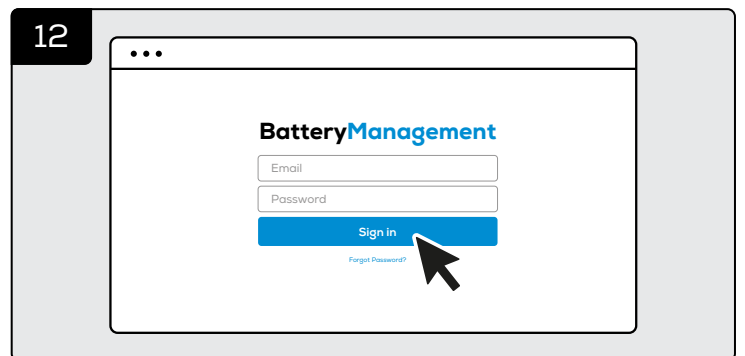 12
BatteryManagement
Email
Password
Sign in
Forgot Password?